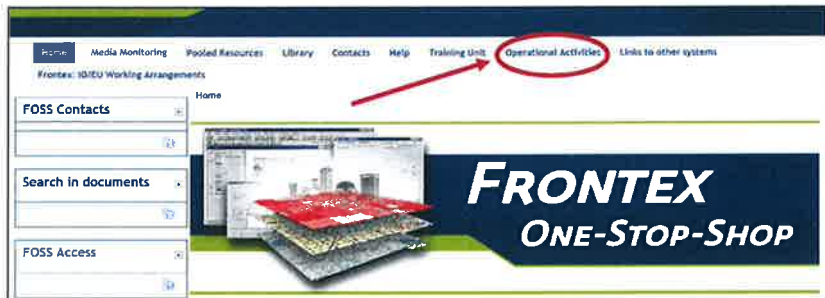 Home Media Monitoring Pooled Resources Library Contacts Help Training Unit Operational Activities Links to other systems
Frontex: IO/EU Working Arrangements
Home
FOSS Contacts
Search in documents
FOSS Access
FRONTEX
ONE-STOP-SHOP